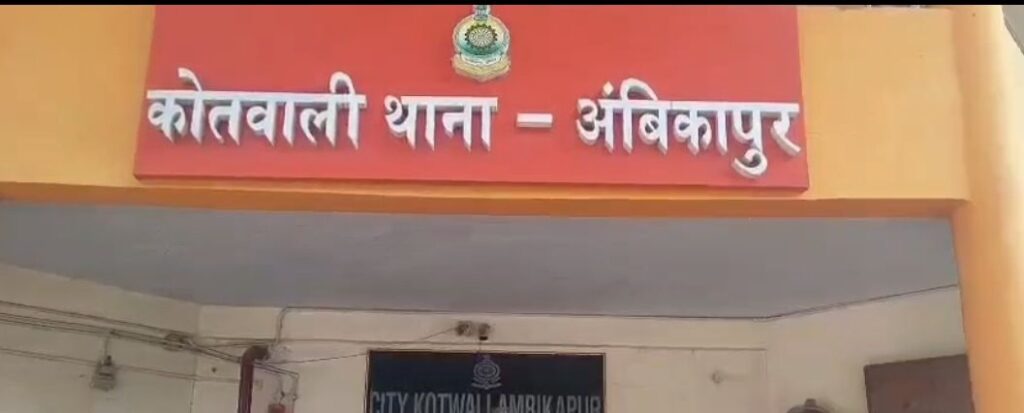 कोतवाली थाना - अंबिकापुर
CITY KOTWALI AMBIKAPUR